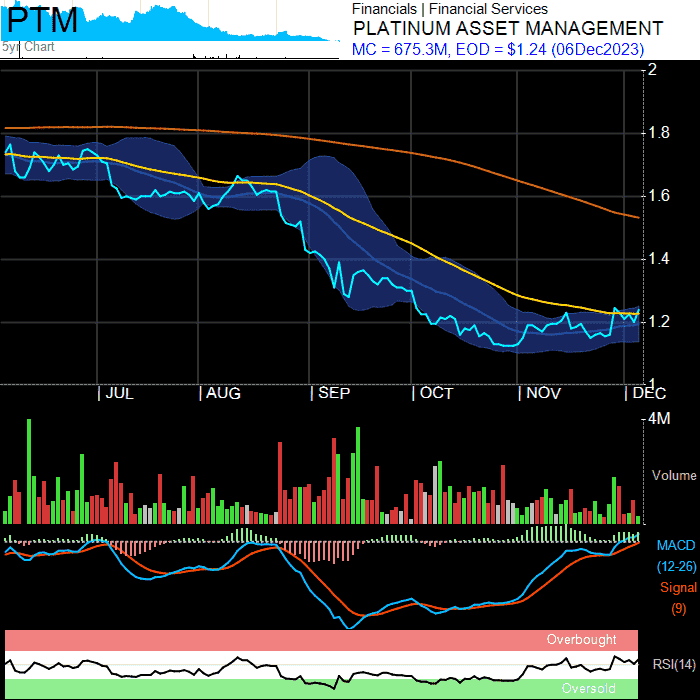 PTM
5yr Chart
Financials | Financial Services
PLATINUM ASSET MANAGEMENT
MC = 675.3M, EOD = $1.24 (06Dec2023)
2
1.8
1.6
1.4
1.2
1
| JUL | AUG | SEP | OCT | NOV | DEC
4M
Volume
MACD
(12-26)
Signal
(9)
Overbought
RSI(14)
Oversold